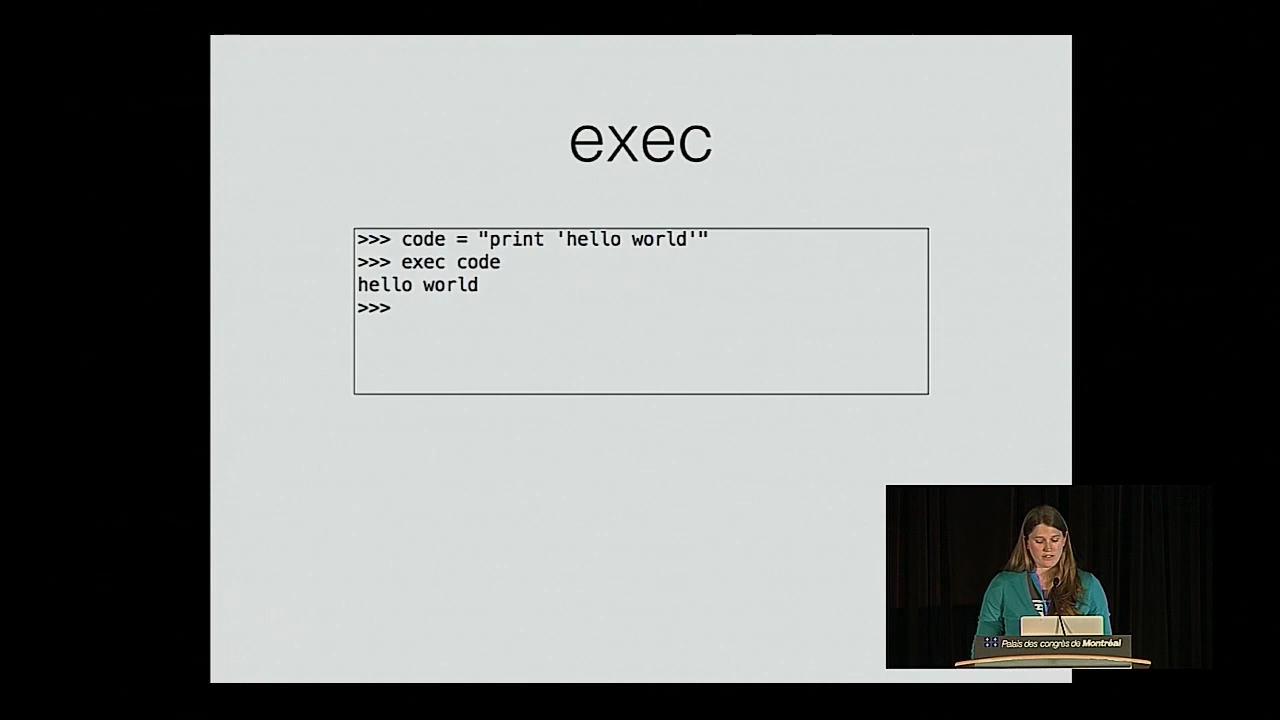 exec
>>> code = "print 'hello world'"
>>> exec code
hello world
>>>
Palais des congrès de Montréal